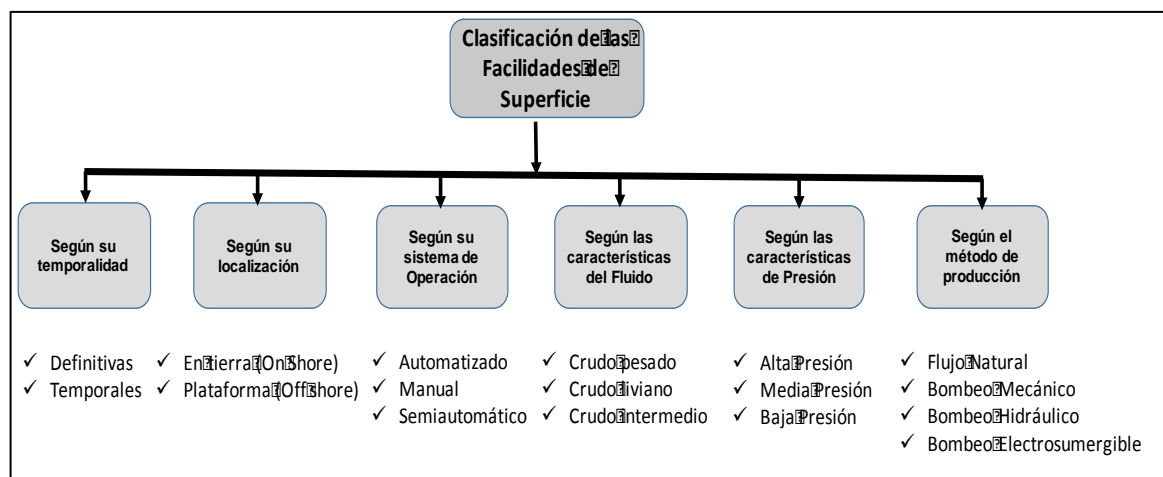 Clasificación de las
Facilidades de
Superficie
Según su
temporalidad
Según su
localización
Según su
sistema de
Operación
Según las
características
del Fluido
Según las
características
de Presión
Según el
método de
producción
✓ Definitivas
✓ Temporales
✓ En tierra (On Shore)
✓ Plataforma (Off shore)
✓ Automatizado
✓ Manual
✓ Semiautomático
✓ Crudo pesado
✓ Crudo liviano
✓ Crudo Intermedio
✓ Alta Presión
✓ Media Presión
✓ Baja Presión
✓ Flujo Natural
✓ Bombeo Mecánico
✓ Bombeo Hidráulico
✓ Bombeo Electrosumergible